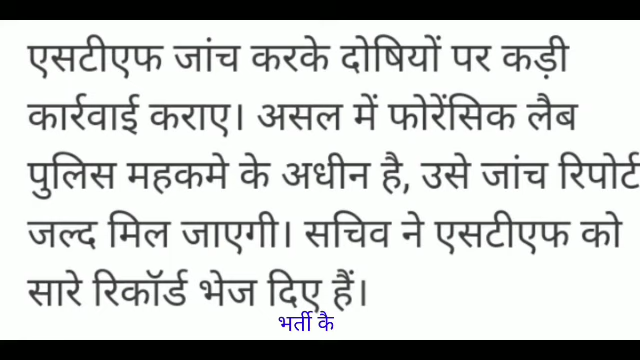 एसटीएफ जांच करके दोषियों पर कड़ी
कार्रवाई कराए। असल में फोरेंसिक लैब
पुलिस महकमे के अधीन है, उसे जांच रिपोर्ट
जल्द मिल जाएगी। सचिव ने एसटीएफ को
सारे रिकॉर्ड भेज दिए हैं।
भर्ती कै